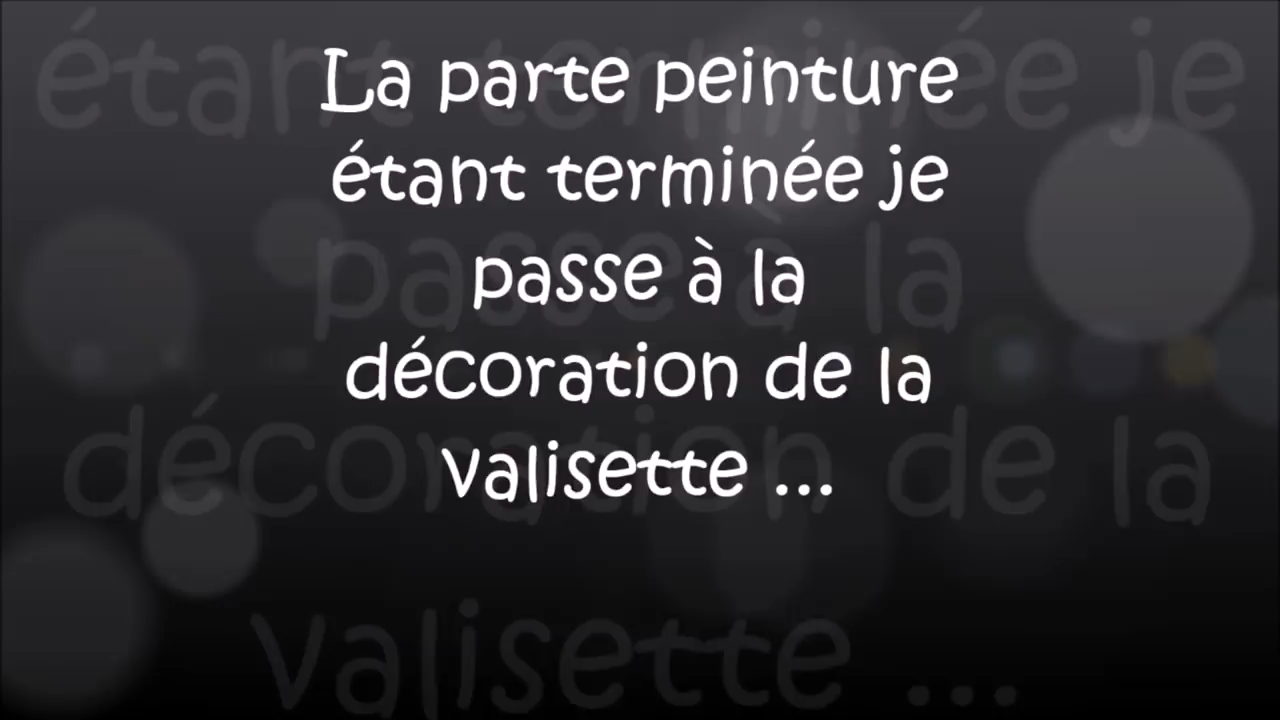 La parte peinture
étant terminée je
passe à la
décoration de la
valisette ...